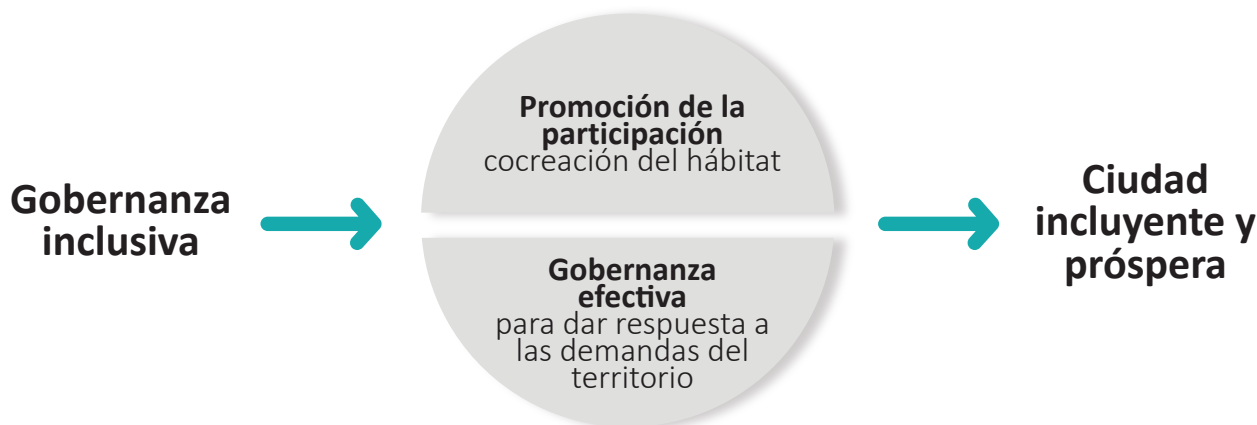 Gobernanza
inclusiva
Promoción de la
participación
cocreación del hábitat
Gobernanza
efectiva
para dar respuesta a
las demandas del
territorio
Ciudad
incluyente y
próspera